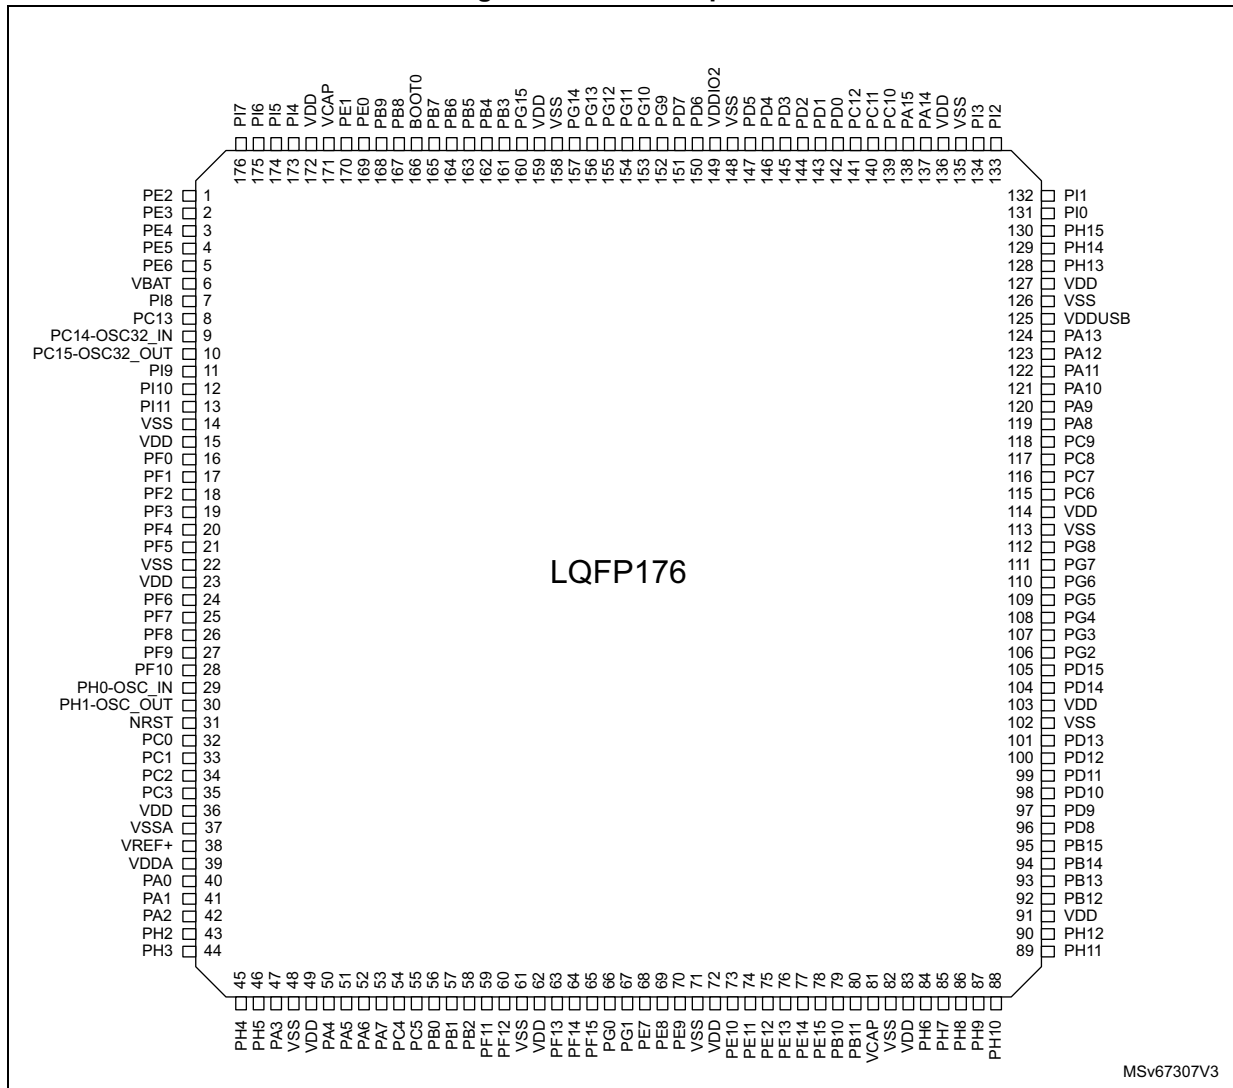 PI7 PI6 PI5 PI4 VDD VCAP PE1 PE0 PB9 PB8 BOOT0 PB7 PB6 PB5 PB4 PB3 PG15 VDD VSS PG14 PG13 PG12 PG11 PG10 PG9 PD7 PD6 VDDIO2 VSS PD5 PD4 PD3 PD2 PD1 PD0 PC12 PC11 PC10 PA15 PA14 VDD VSS PI3 PI2
176 175 174 173 172 171 170 169 168 167 166 165 164 163 162 161 160 159 158 157 156 155 154 153 152 151 150 149 148 147 146 145 144 143 142 141 140 139 138 137 136 135 134 133
PE2 1
PE3 2
PE4 3
PE5 4
PE6 5
VBAT 6
PI8 7
PC13 8
PC14-OSC32_IN 9
PC15-OSC32_OUT 10
PI9 11
PI10 12
PI11 13
VSS 14
VDD 15
PF0 16
PF1 17
PF2 18
PF3 19
PF4 20
PF5 21
VSS 22
VDD 23
PF6 24
PF7 25
PF8 26
PF9 27
PF10 28
PH0-OSC_IN 29
PH1-OSC_OUT 30
NRST 31
PC0 32
PC1 33
PC2 34
PC3 35
VDD 36
VSSA 37
VREF+ 38
VDDA 39
PA0 40
PA1 41
PA2 42
PH2 43
PH3 44
LQFP176
132 PI1
131 PI0
130 PH15
129 PH14
128 PH13
127 VDD
126 VSS
125 VDDUSB
124 PA13
123 PA12
122 PA11
121 PA10
120 PA9
119 PA8
118 PC9
117 PC8
116 PC7
115 PC6
114 VDD
113 VSS
112 PG8
111 PG7
110 PG6
109 PG5
108 PG4
107 PG3
106 PG2
105 PD15
104 PD14
103 VDD
102 VSS
101 PD13
100 PD12
99 PD11
98 PD10
97 PD9
96 PD8
95 PB15
94 PB14
93 PB13
92 PB12
91 VDD
90 PH12
89 PH11
45 46 47 48 49 50 51 52 53 54 55 56 57 58 59 60 61 62 63 64 65 66 67 68 69 70 71 72 73 74 75 76 77 78 79 80 81 82 83 84 85 86 87 88
PH4 PH5 PA3 VSS VDD PA4 PA5 PA6 PA7 PC4 PC5 PB0 PB1 PB2 PF11 PF12 VSS VDD PF13 PF14 PF15 PG0 PG1 PE7 PE8 PE9 VSS VDD PE10 PE11 PE12 PE13 PE14 PE15 PB10 PB11 VCAP VSS VDD PH6 PH7 PH8 PH9 PH10
MSv67307V3